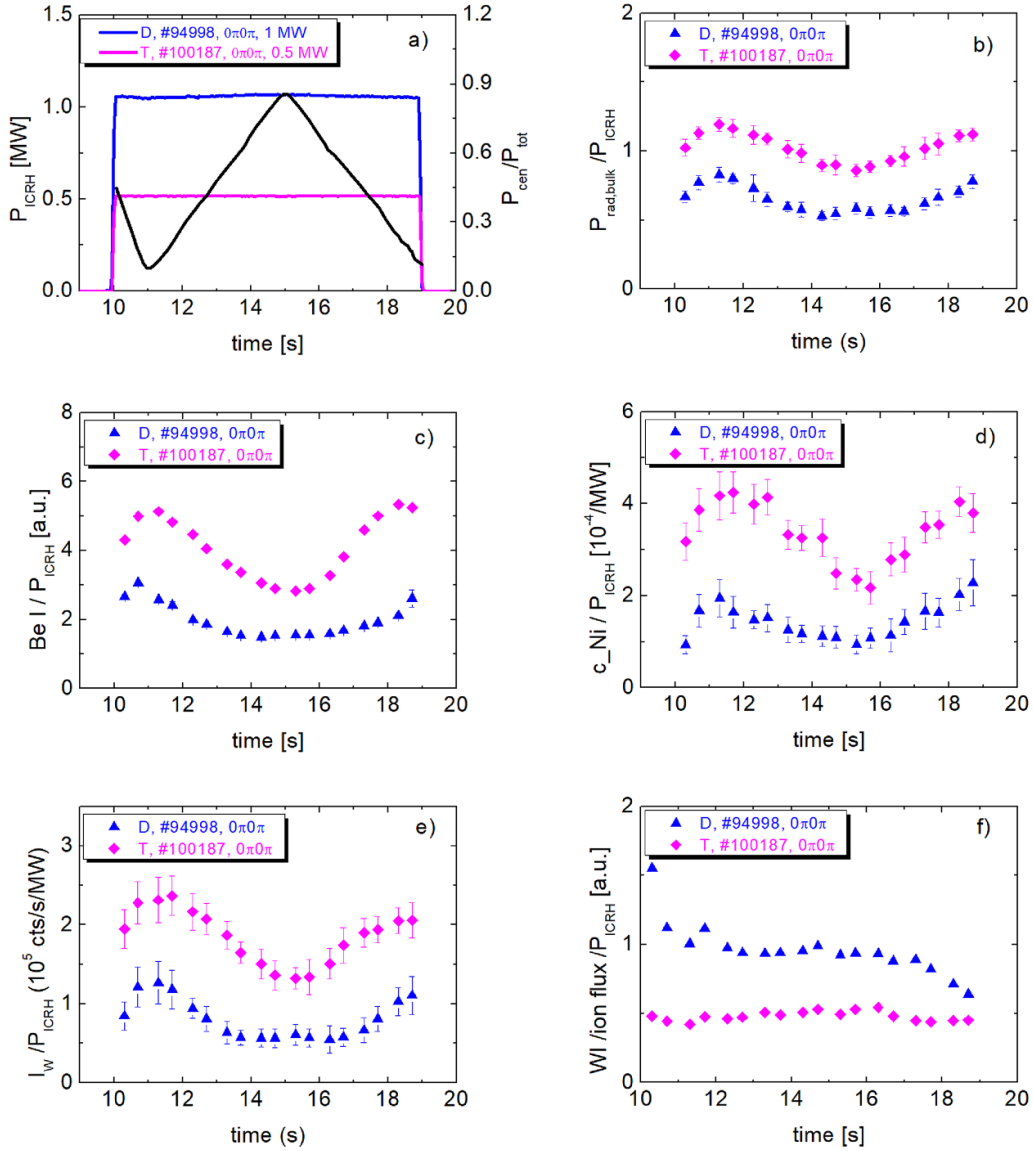 a)
D, #94998, 0π0π, 1 MW
T, #100187, 0π0π, 0.5 MW
P_ICRH [MW]
1.5
1.0
0.5
0.0
P_cen/P_tot
1.2
0.9
0.6
0.3
0.0
10 12 14 16 18 20
time [s]
b)
D, #94998, 0π0π
T, #100187, 0π0π
P_rad,bulk /P_ICRH
2
1
0
10 12 14 16 18 20
time (s)
c)
D, #94998, 0π0π
T, #100187, 0π0π
Be I / P_ICRH [a.u.]
8
6
4
2
0
10 12 14 16 18 20
time [s]
d)
D, #94998, 0π0π
T, #100187, 0π0π
c_Ni / P_ICRH [10^-4/MW]
6
4
2
0
10 12 14 16 18 20
time [s]
e)
D, #94998, 0π0π
T, #100187, 0π0π
I_W /P_ICRH (10^5 cts/s/MW)
3
2
1
0
10 12 14 16 18 20
time (s)
f)
D, #94998, 0π0π
T, #100187, 0π0π
WI /ion flux /P_ICRH [a.u.]
2
1
0
10 12 14 16 18 20
time [s]